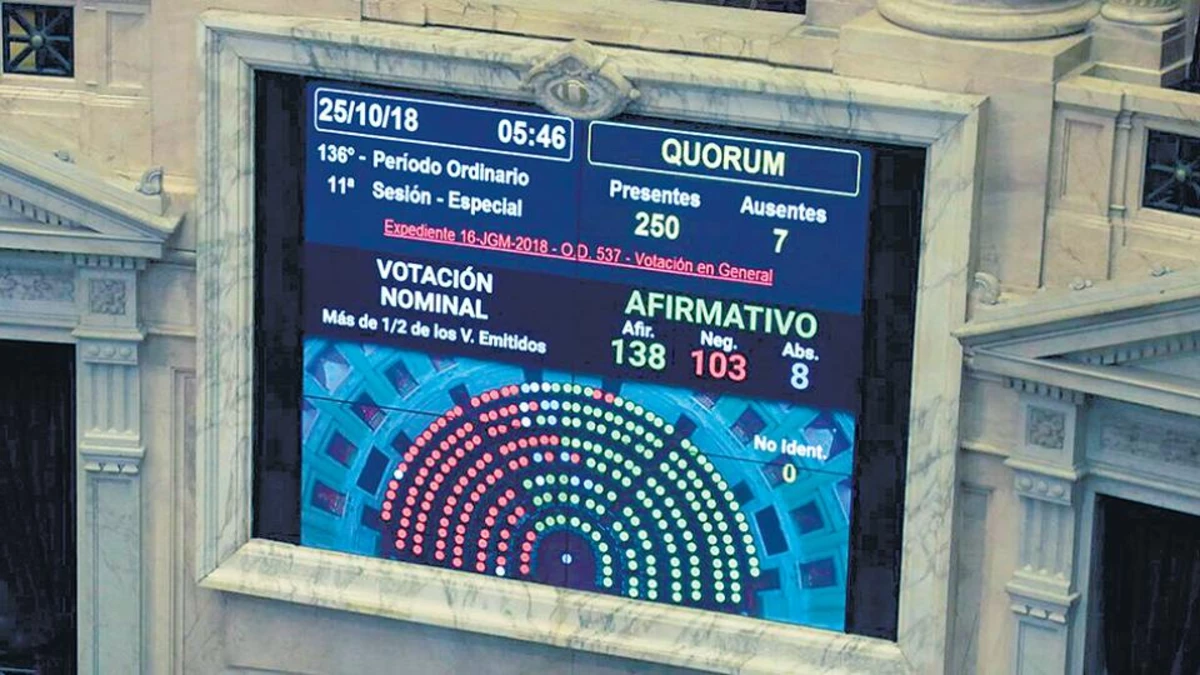 25/10/18 05:46
136° - Período Ordinario
11ª Sesión - Especial
QUORUM
Presentes Ausentes
250 7
Expediente 16-JGM-2018 - O.D. 537 - Votación en General
VOTACIÓN
NOMINAL
Más de 1/2 de los V. Emitidos
AFIRMATIVO
Afir. Neg. Abs.
138 103 8
No Ident.
0